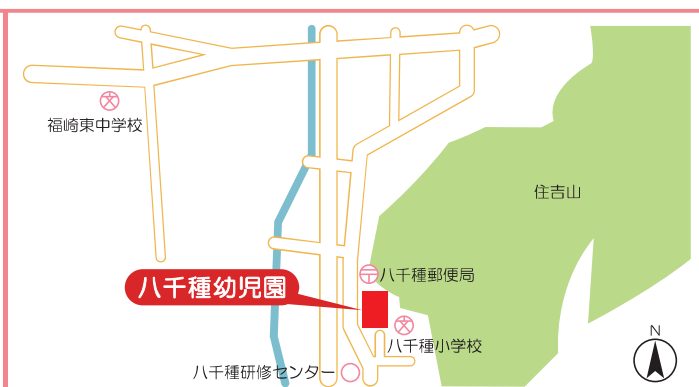 福崎東中学校
住吉山
八千種郵便局
八千種幼児園
八千種小学校
八千種研修センター
N